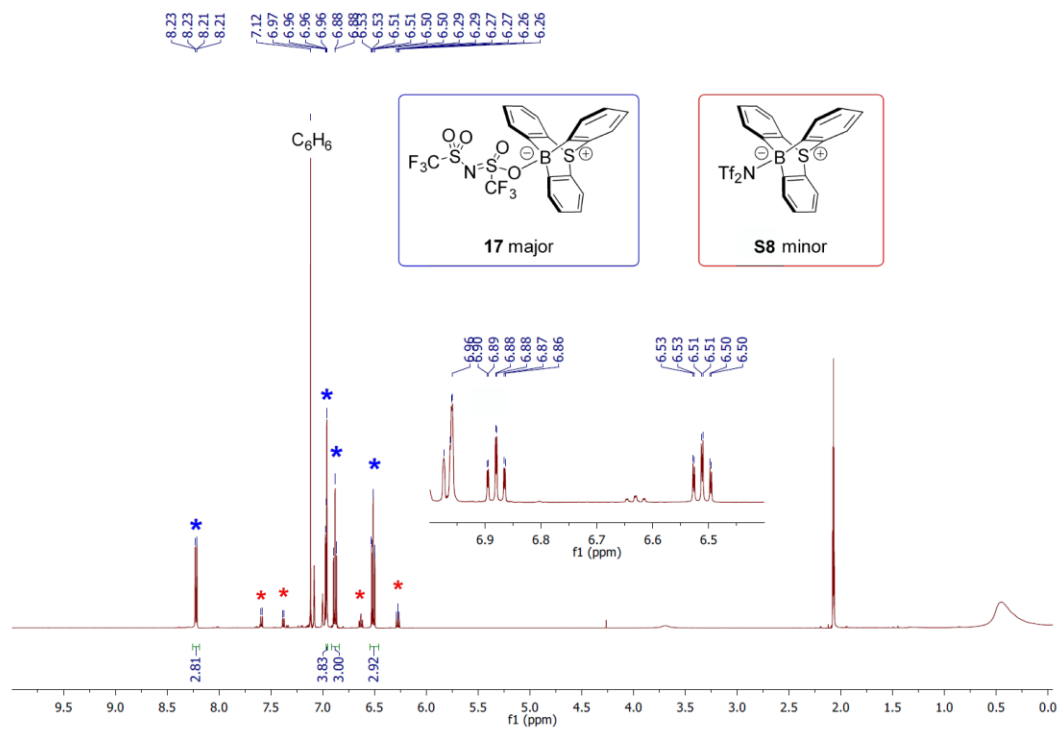 8.23 8.23 8.21 8.21 7.12 6.97 6.96 6.96 6.96 6.88 6.88 6.53 6.53 6.51 6.51 6.50 6.50 6.29 6.29 6.27 6.27 6.26 6.26
C6H6
O O O B ⊖ S ⊕
F3C S N S O
CF3
17 major
Tf2N B ⊖ S ⊕
S8 minor
6.96 6.90 6.89 6.88 6.88 6.87 6.86 6.53 6.53 6.51 6.51 6.50 6.50
6.9 6.8 6.7 6.6 6.5
f1 (ppm)
* * * *
* * * *
2.81 3.83 3.00 2.92
9.5 9.0 8.5 8.0 7.5 7.0 6.5 6.0 5.5 5.0 4.5 4.0 3.5 3.0 2.5 2.0 1.5 1.0 0.5 0.0
f1 (ppm)